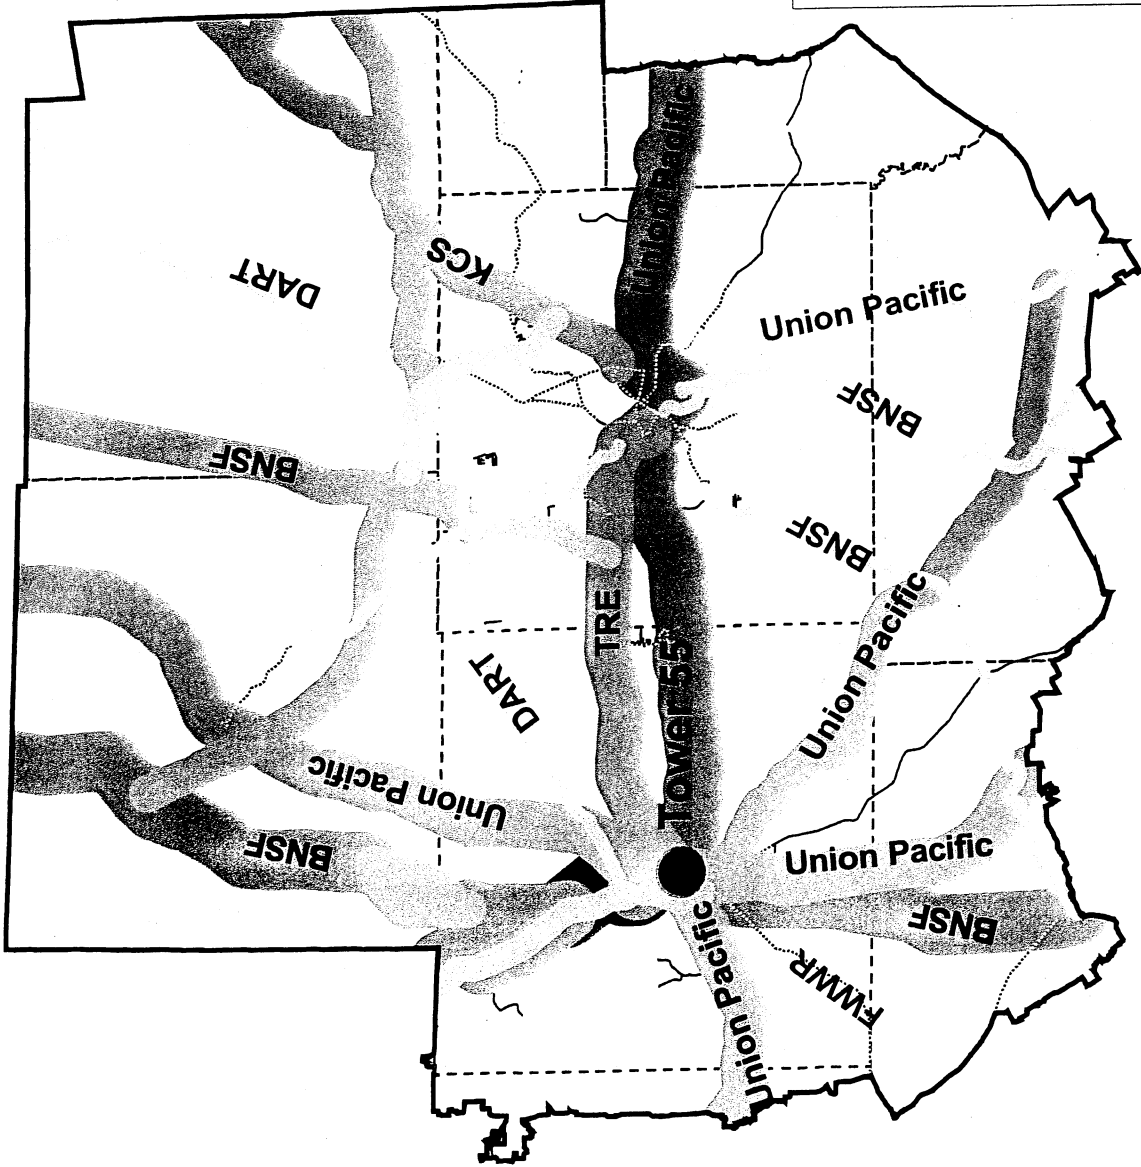 Union Pacific
KCS
DART
Union Pacific
BNSF
BNSF
BNSF
TRE
Union Pacific
DART
Tower 55
Union Pacific
BNSF
Union Pacific
BNSF
Union Pacific
FWWR